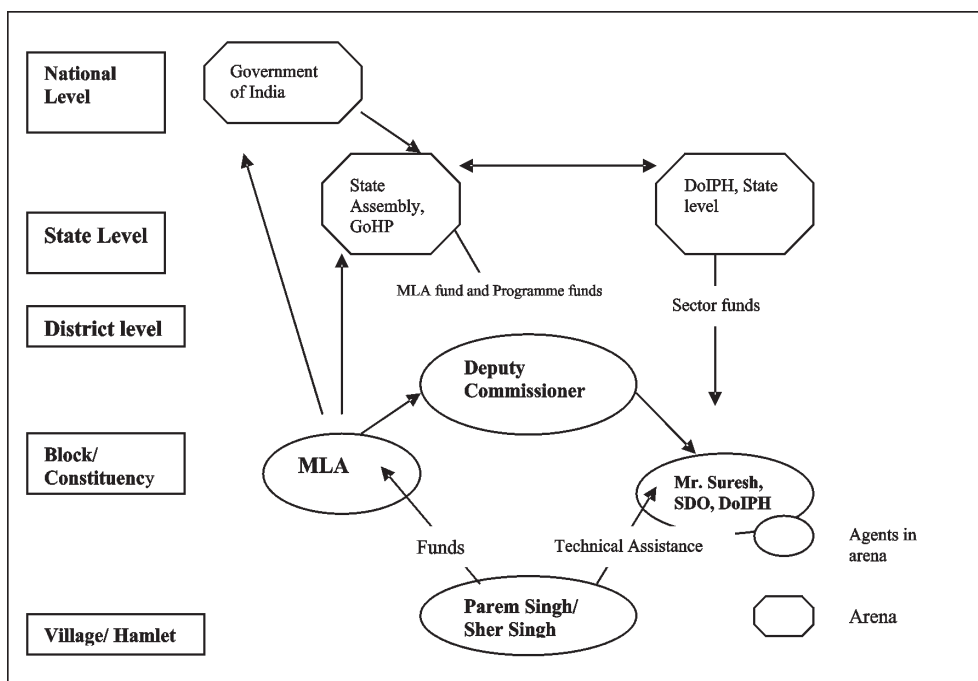 National
Level
Government
of India
State
Assembly,
GoHP
DoIPH, State
level
State Level
MLA fund and Programme funds
Sector funds
District level
Deputy
Commissioner
Block/
Constituency
MLA
Mr. Suresh,
SDO, DoIPH
Funds
Technical Assistance
Agents in
arena
Parem Singh/
Sher Singh
Arena
Village/ Hamlet